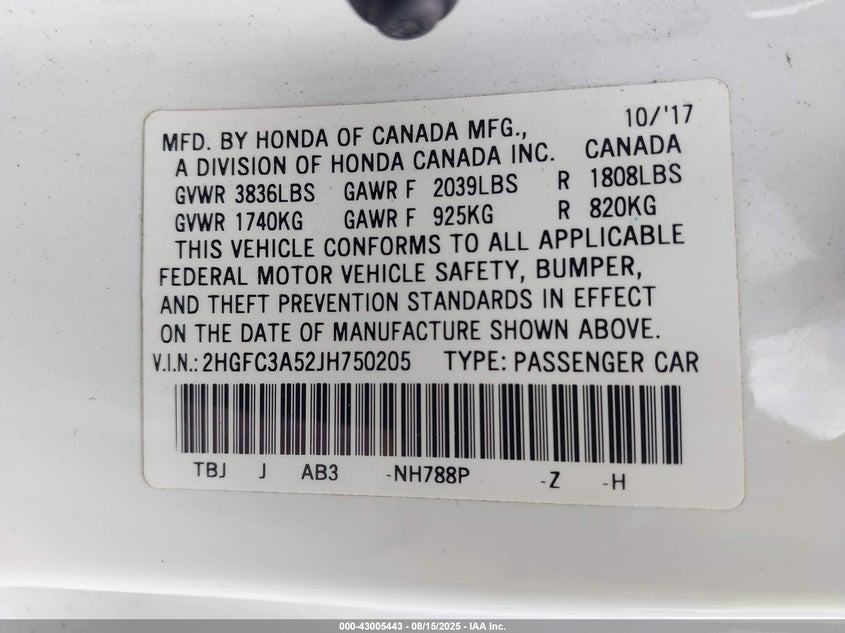 10/'17
MFD. BY HONDA OF CANADA MFG.,
A DIVISION OF HONDA CANADA INC. CANADA
GVWR 3836LBS GAWR F 2039LBS R 1808LBS
GVWR 1740KG GAWR F 925KG R 820KG
THIS VEHICLE CONFORMS TO ALL APPLICABLE
FEDERAL MOTOR VEHICLE SAFETY, BUMPER,
AND THEFT PREVENTION STANDARDS IN EFFECT
ON THE DATE OF MANUFACTURE SHOWN ABOVE.
V.I.N.: 2HGFC3A52JH750205 TYPE: PASSENGER CAR
TBJ J AB3 -NH788P -Z -H
000-43005443 - 08/15/2025 - IAA Inc.